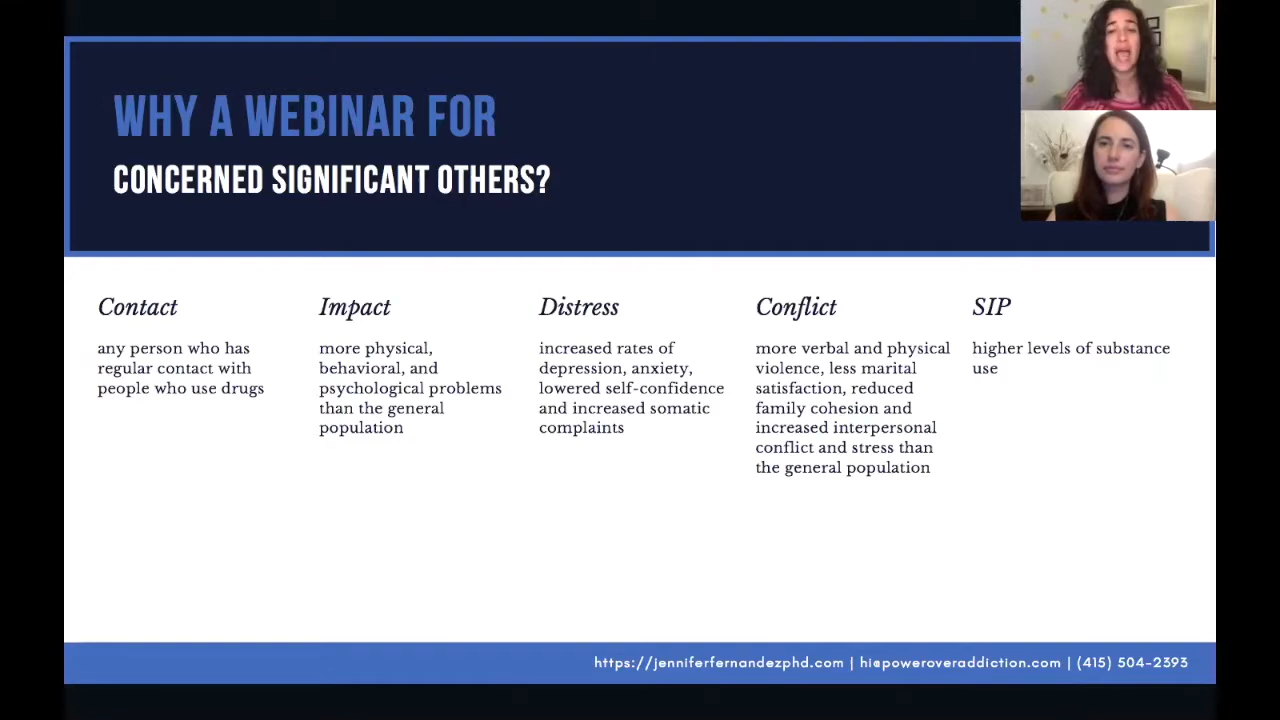 WHY A WEBINAR FOR
CONCERNED SIGNIFICANT OTHERS?
Contact
any person who has
regular contact with
people who use drugs
Impact
more physical,
behavioral, and
psychological problems
than the general
population
Distress
increased rates of
depression, anxiety,
lowered self-confidence
and increased somatic
complaints
Conflict
more verbal and physical
violence, less marital
satisfaction, reduced
family cohesion and
increased interpersonal
conflict and stress than
the general population
SIP
higher levels of substance
use
https://jenniferfernandezphd.com | hi@poweroveraddiction.com | (415) 504-2393